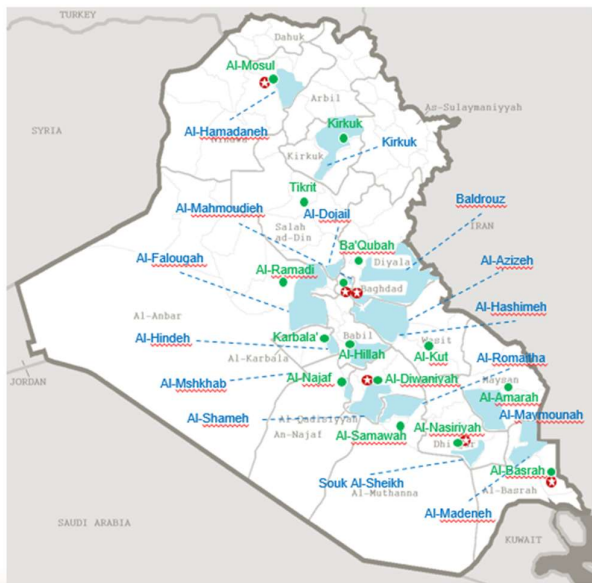 TURKEY
Dahuk
Al-Mosul
Arbil
As-Sulaymaniyyah
SYRIA
Al-Hamadaneh
Kirkuk
Kirkuk
Kirkuk
Tikrit
Al-Mahmoudieh
Al-Dojail
Baldrouz
Salah
ad-Din
IRAN
Ba'Qubah
Diyala
Al-Falougah
Al-Ramadi
Al-Azizeh
Baghdad
Al-Hashimeh
Al-Anbar
Al-Hindeh
Karbala'
Babil
Wasit
Al-Hillah
Al-Kut
Al-Romaitha
Al-Karbala
Al-Mshkhab
Al-Najaf
Al-Diwaniyah
Maysan
JORDAN
Al-Amarah
Al-Shameh
Al-Qadisiyyah
Al-Maymounah
An-Najaf
Al-Samawah
Al-Nasiriyah
Al-Basrah
Souk Al-Sheikh
Al-Muthanna
Al-Basrah
Al-Madeneh
SAUDI ARABIA
KUWAIT